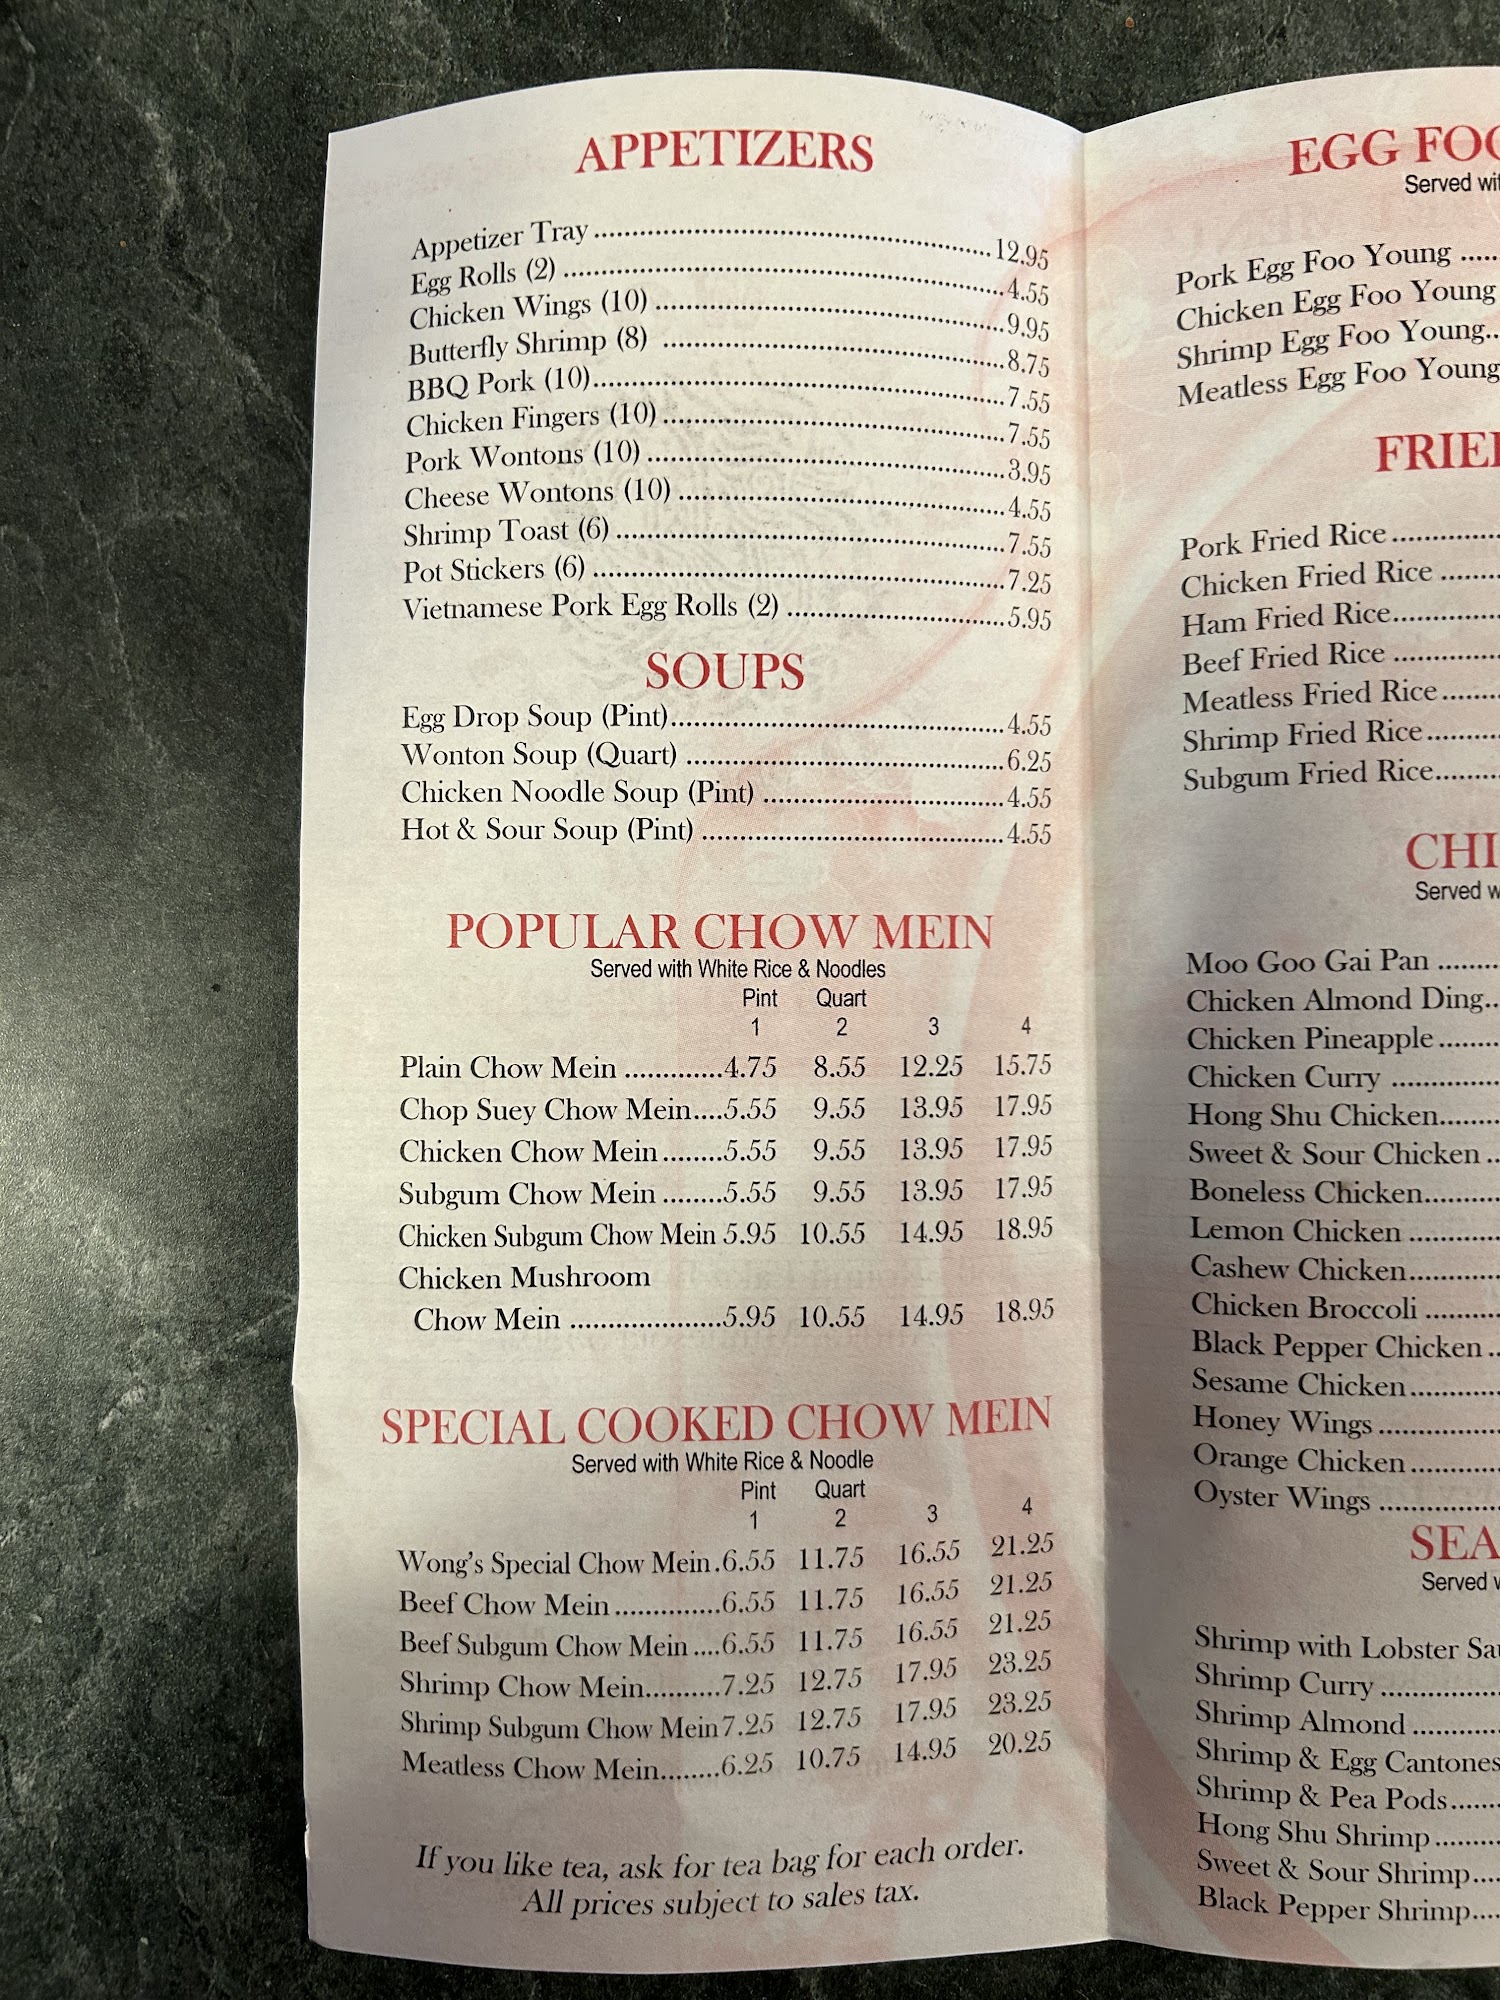 APPETIZERS
Appetizer Tray ..... 12.95
Egg Rolls (2) ..... 4.55
Chicken Wings (10) ..... 9.95
Butterfly Shrimp (8) ..... 8.75
BBQ Pork (10) ..... 7.55
Chicken Fingers (10) ..... 7.55
Pork Wontons (10) ..... 3.95
Cheese Wontons (10) ..... 4.55
Shrimp Toast (6) ..... 7.55
Pot Stickers (6) ..... 7.25
Vietnamese Pork Egg Rolls (2) ..... 5.95
SOUPS
Egg Drop Soup (Pint) ..... 4.55
Wonton Soup (Quart) ..... 6.25
Chicken Noodle Soup (Pint) ..... 4.55
Hot & Sour Soup (Pint) ..... 4.55
POPULAR CHOW MEIN
Served with White Rice & Noodles
Pint Quart
1 2 3 4
Plain Chow Mein ..... 4.75 8.55 12.25 15.75
Chop Suey Chow Mein .... 5.55 9.55 13.95 17.95
Chicken Chow Mein ..... 5.55 9.55 13.95 17.95
Subgum Chow Mein ..... 5.55 9.55 13.95 17.95
Chicken Subgum Chow Mein 5.95 10.55 14.95 18.95
Chicken Mushroom
Chow Mein ..... 5.95 10.55 14.95 18.95
SPECIAL COOKED CHOW MEIN
Served with White Rice & Noodle
Pint Quart
1 2 3 4
Wong's Special Chow Mein . 6.55 11.75 16.55 21.25
Beef Chow Mein ..... 6.55 11.75 16.55 21.25
Beef Subgum Chow Mein .... 6.55 11.75 16.55 21.25
Shrimp Chow Mein ..... 7.25 12.75 17.95 23.25
Shrimp Subgum Chow Mein 7.25 12.75 17.95 23.25
Meatless Chow Mein ..... 6.25 10.75 14.95 20.25
If you like tea, ask for tea bag for each order.
All prices subject to sales tax.
EGG FOO
Served
Pork Egg Foo Young .....
Chicken Egg Foo Young
Shrimp Egg Foo Young..
Meatless Egg Foo Young
Pork Fried Rice .....
Chicken Fried Rice .....
Ham Fried Rice .....
Beef Fried Rice .....
Meatless Fried Rice .....
Shrimp Fried Rice .....
Subgum Fried Rice .....
Served
Moo Goo Gai Pan .....
Chicken Almond Ding..
Chicken Pineapple .....
Chicken Curry .....
Hong Shu Chicken .....
Sweet & Sour Chicken ..
Boneless Chicken .....
Lemon Chicken .....
Cashew Chicken .....
Chicken Broccoli .....
Black Pepper Chicken ..
Sesame Chicken .....
Honey Wings .....
Orange Chicken .....
Oyster Wings .....
Served
Shrimp with Lobster
Shrimp Curry .....
Shrimp Almond .....
Shrimp & Egg
Shrimp & Pea Pods .....
Hong Shu Shrimp .....
Sweet & Sour Shrimp ....
Black Pepper Shrimp ....